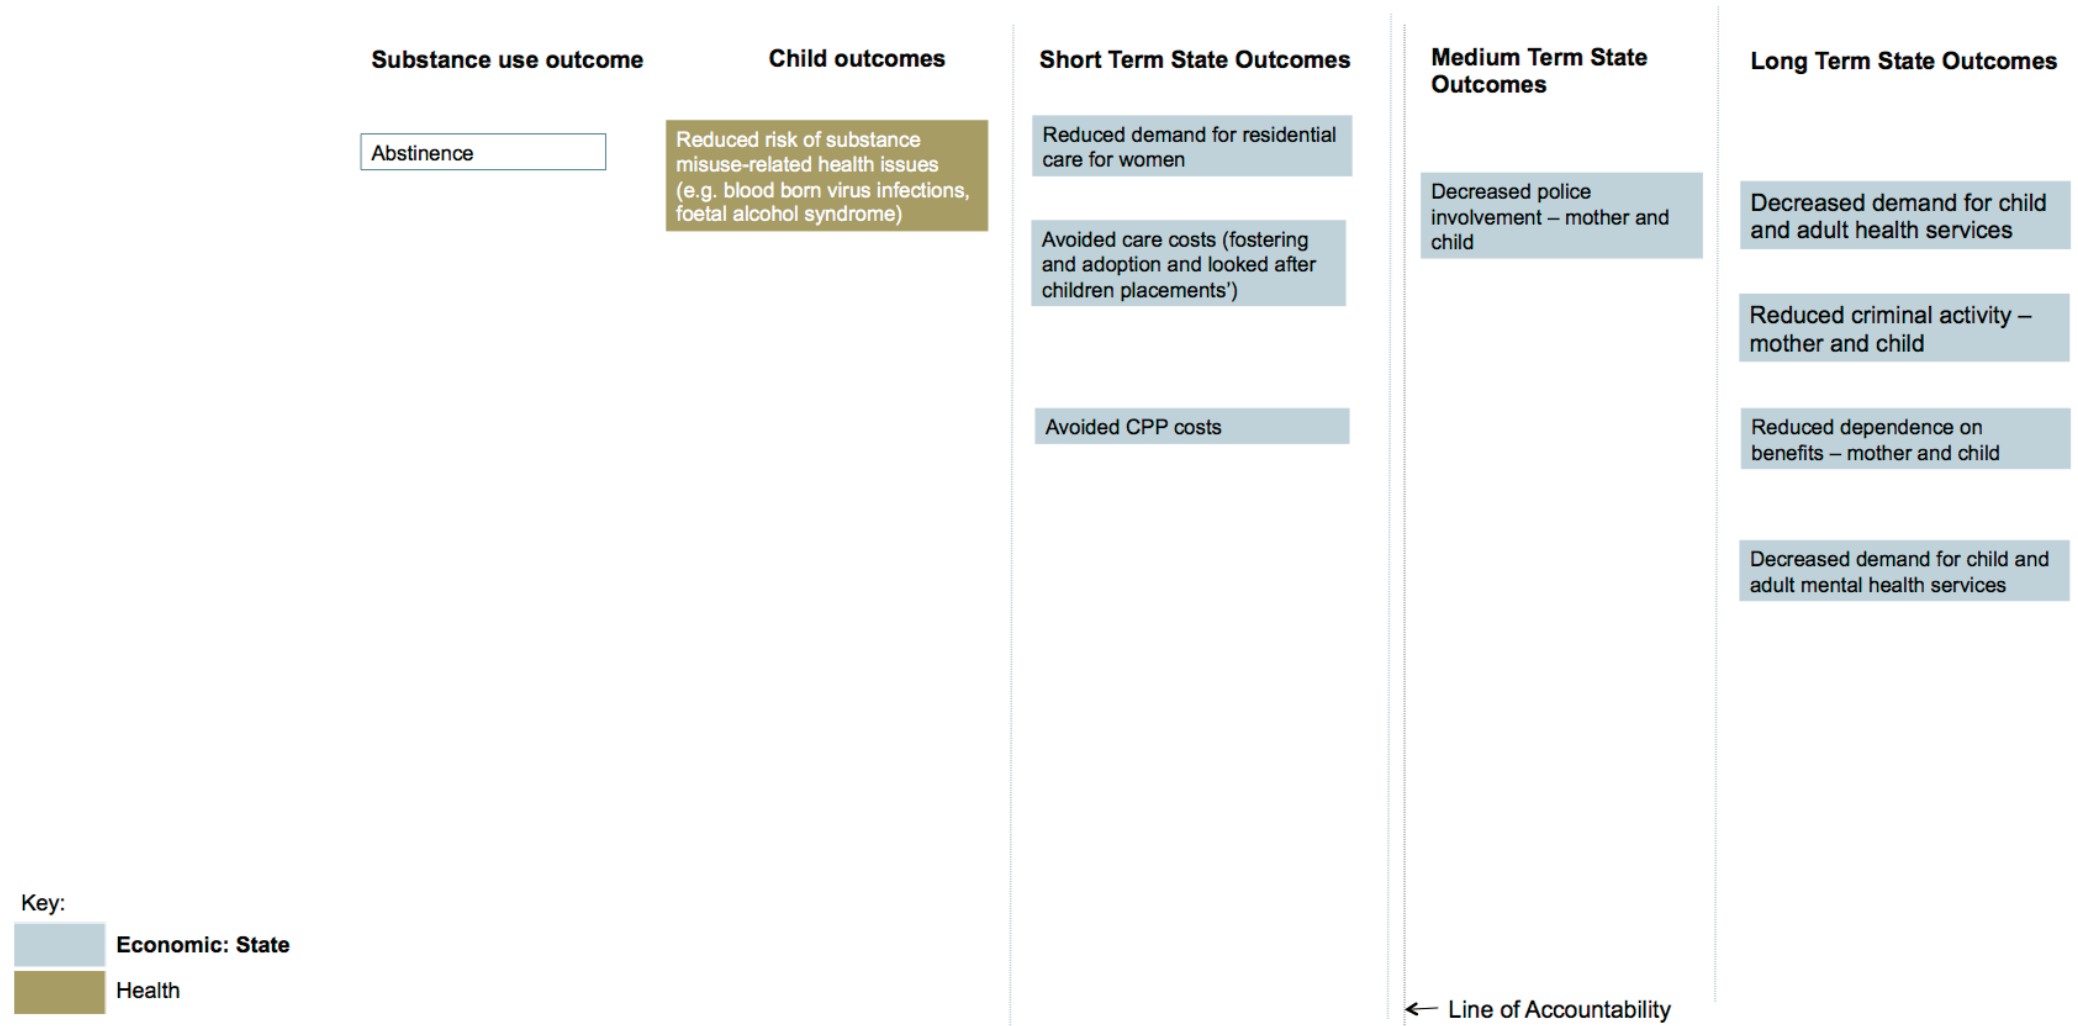 Substance use outcome
Child outcomes
Short Term State Outcomes
Medium Term State
Outcomes
Long Term State Outcomes
Abstinence
Reduced risk of substance
misuse-related health issues
(e.g. blood born virus infections,
foetal alcohol syndrome)
Reduced demand for residential
care for women
Avoided care costs (fostering
and adoption and looked after
children placements’)
Avoided CPP costs
Decreased police
involvement – mother and
child
Decreased demand for child
and adult health services
Reduced criminal activity –
mother and child
Reduced dependence on
benefits – mother and child
Decreased demand for child and
adult mental health services
Key:
Economic: State
Health
Line of Accountability